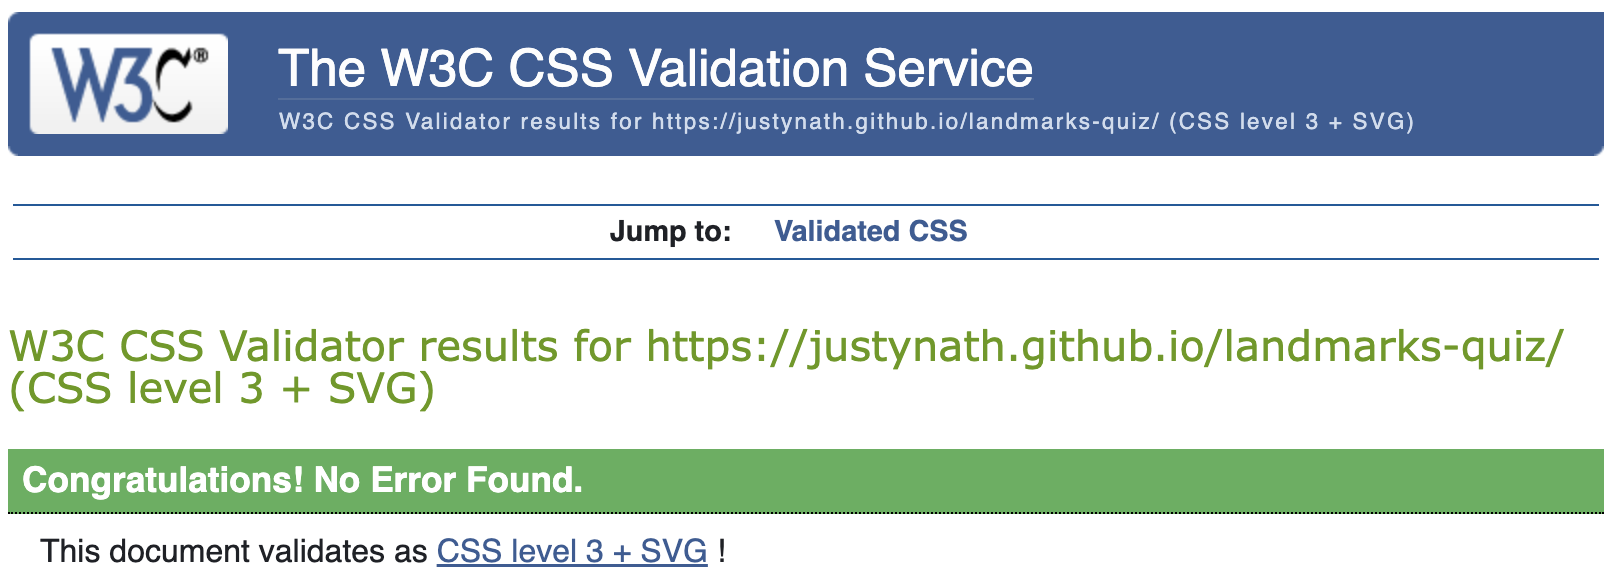 W3C®
The W3C CSS Validation Service
W3C CSS Validator results for https://justynath.github.io/landmarks-quiz/ (CSS level 3 + SVG)
Jump to: Validated CSS
W3C CSS Validator results for https://justynath.github.io/landmarks-quiz/
(CSS level 3 + SVG)
Congratulations! No Error Found.
This document validates as CSS level 3 + SVG !